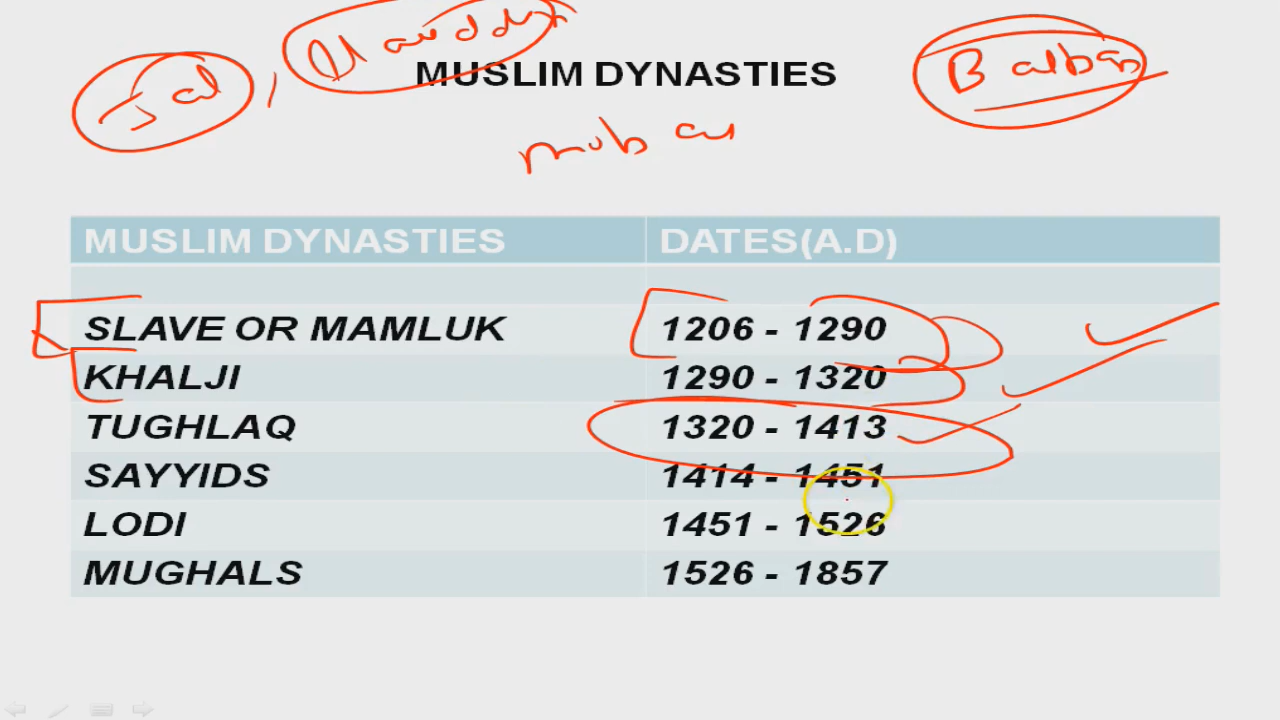 Balban
MUSLIM DYNASTIES
MUSLIM DYNASTIES DATES(A.D)
SLAVE OR MAMLUK 1206 - 1290
KHALJI 1290 - 1320
TUGHLAQ 1320 - 1413
SAYYIDS 1414 - 1451
LODI 1451 - 1526
MUGHALS 1526 - 1857